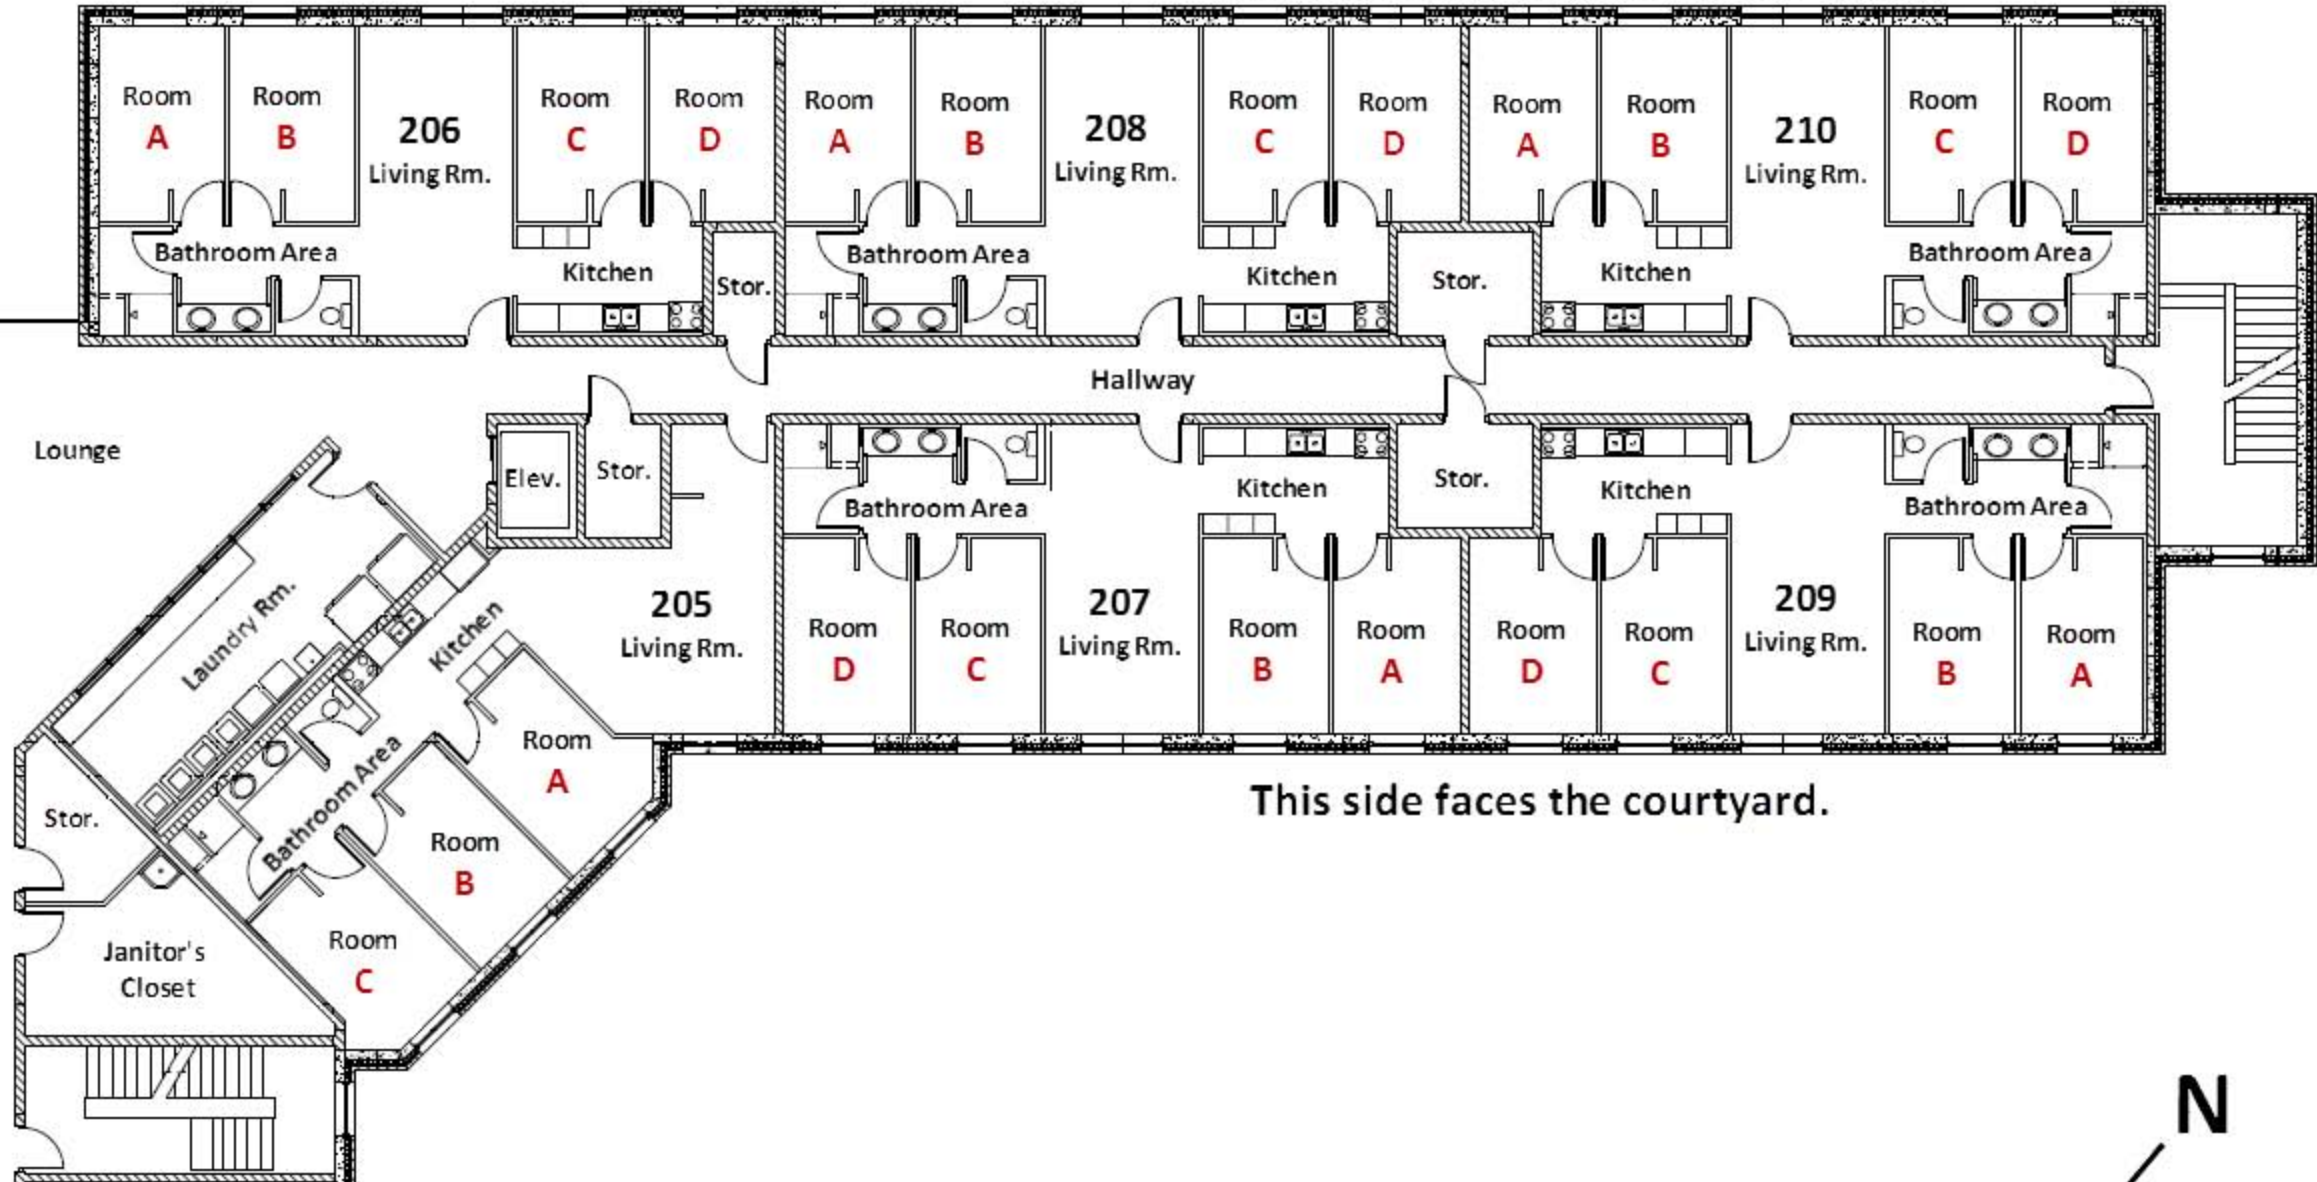 Room
A
Room
B
206
Living Rm.
Room
C
Room
D
Room
A
Room
B
208
Living Rm.
Room
C
Room
D
Room
A
Room
B
210
Living Rm.
Room
C
Room
D
Bathroom Area
Kitchen
Stor.
Bathroom Area
Kitchen
Stor.
Kitchen
Bathroom Area
Hallway
Lounge
Elev.
Stor.
Bathroom Area
Kitchen
Stor.
Kitchen
Bathroom Area
Laundry Rm.
Kitchen
205
Living Rm.
Room
D
Room
C
207
Living Rm.
Room
B
Room
A
Room
D
Room
C
209
Living Rm.
Room
B
Room
A
Room
A
Bathroom Area
Room
B
Room
C
Stor.
Janitor's
Closet
This side faces the courtyard.
N